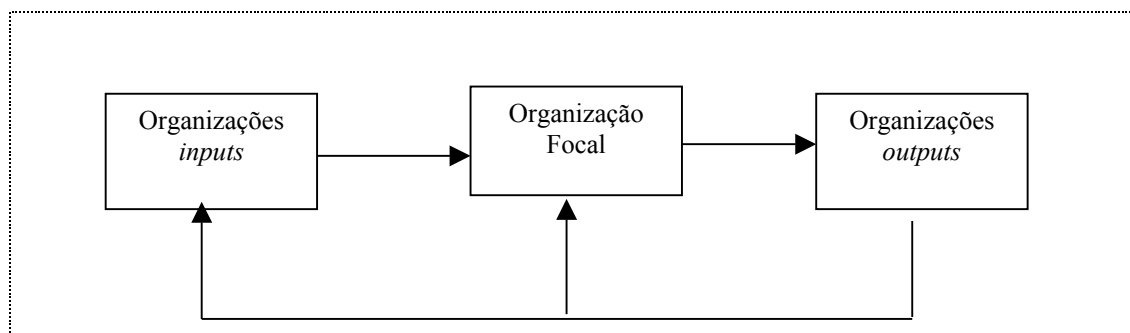 Organizações
inputs
Organização
Focal
Organizações
outputs